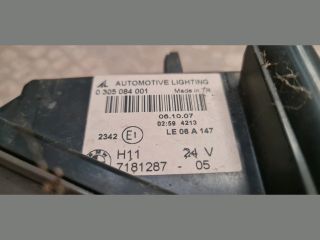 AL AUTOMOTIVE LIGHTING
0 305 084 001 Made in TR
06.10.07
02:59 4213
2342 E1 LE 06 A 147
H11 24 V
7181287 - 05